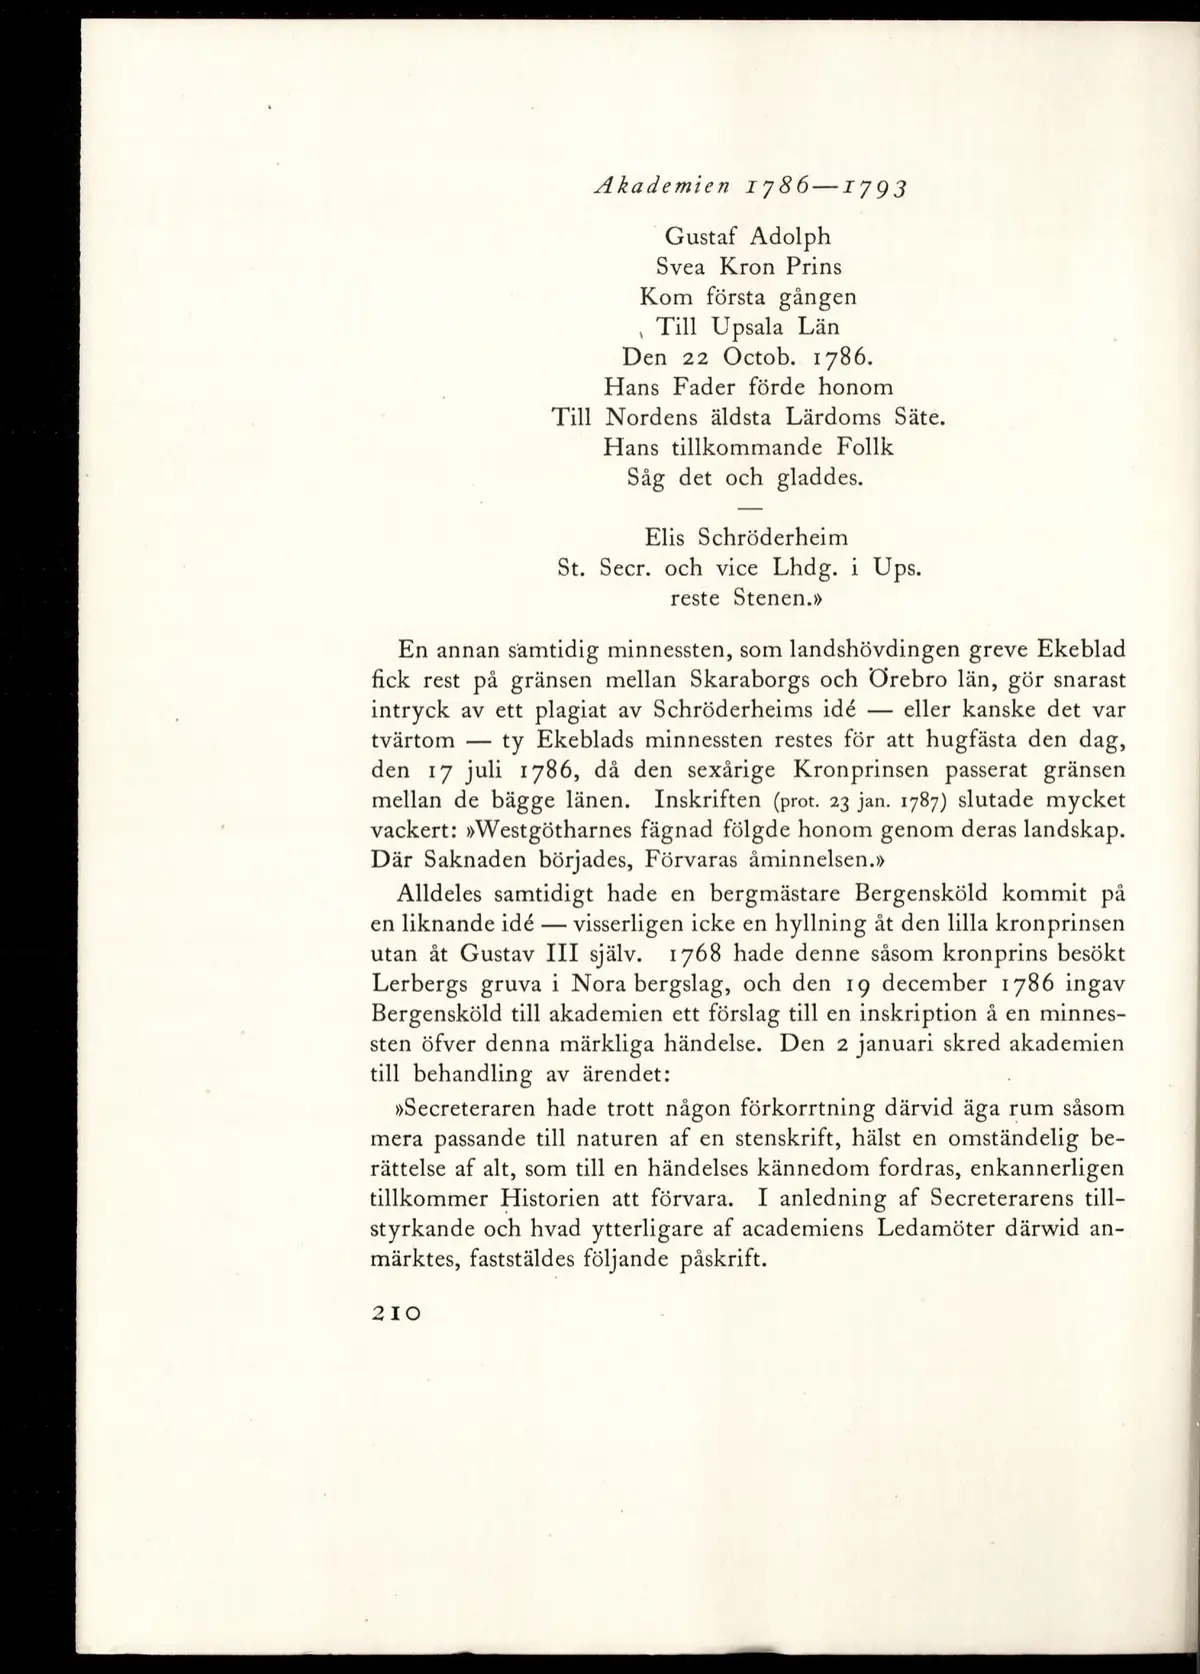 Akademien 1786—1793
Gustaf Adolph
Svea Kron Prins
Kom första gången
Till Upsala Län
Den 22 Octob. 1786.
Hans Fader förde honom
Till Nordens äldsta Lärdoms Säte.
Hans tillkommande Follk
Såg det och gladdes.
—
Elis Schröderheim
St. Secr. och vice Lhdg. i Ups.
reste Stenen.»
En annan samtidig minnessten, som landshövdingen greve Ekeblad
fick rest på gränsen mellan Skaraborgs och Örebro län, gör snarast
intryck av ett plagiat av Schröderheims idé — eller kanske det var
tvärtom — ty Ekeblads minnessten restes för att hugfästa den dag,
den 17 juli 1786, då den sexårige Kronprinsen passerat gränsen
mellan de bägge länen. Inskriften (prot. 23 jan. 1787) slutade mycket
vackert: »Westgötharnes fägnad fölgde honom genom deras landskap.
Där Saknaden börjades, Förvaras åminnelsen.»
Alldeles samtidigt hade en bergmästare Bergensköld kommit på
en liknande idé — visserligen icke en hyllning åt den lilla kronprinsen
utan åt Gustav III själv. 1768 hade denne såsom kronprins besökt
Lerbergs gruva i Nora bergslag, och den 19 december 1786 ingav
Bergensköld till akademien ett förslag till en inskription å en minnes-
sten öfver denna märkliga händelse. Den 2 januari skred akademien
till behandling av ärendet:
»Secreteraren hade trott någon förkorrtning därvid äga rum såsom
mera passande till naturen af en stenskrift, hälst en omständelig be-
rättelse af alt, som till en händelses kännedom fordras, enkannerligen
tillkommer Historien att förvara. I anledning af Secreterarens till-
styrkande och hvad ytterligare af academiens Ledamöter därwid an-
märktes, faststäldes följande påskrift.
210